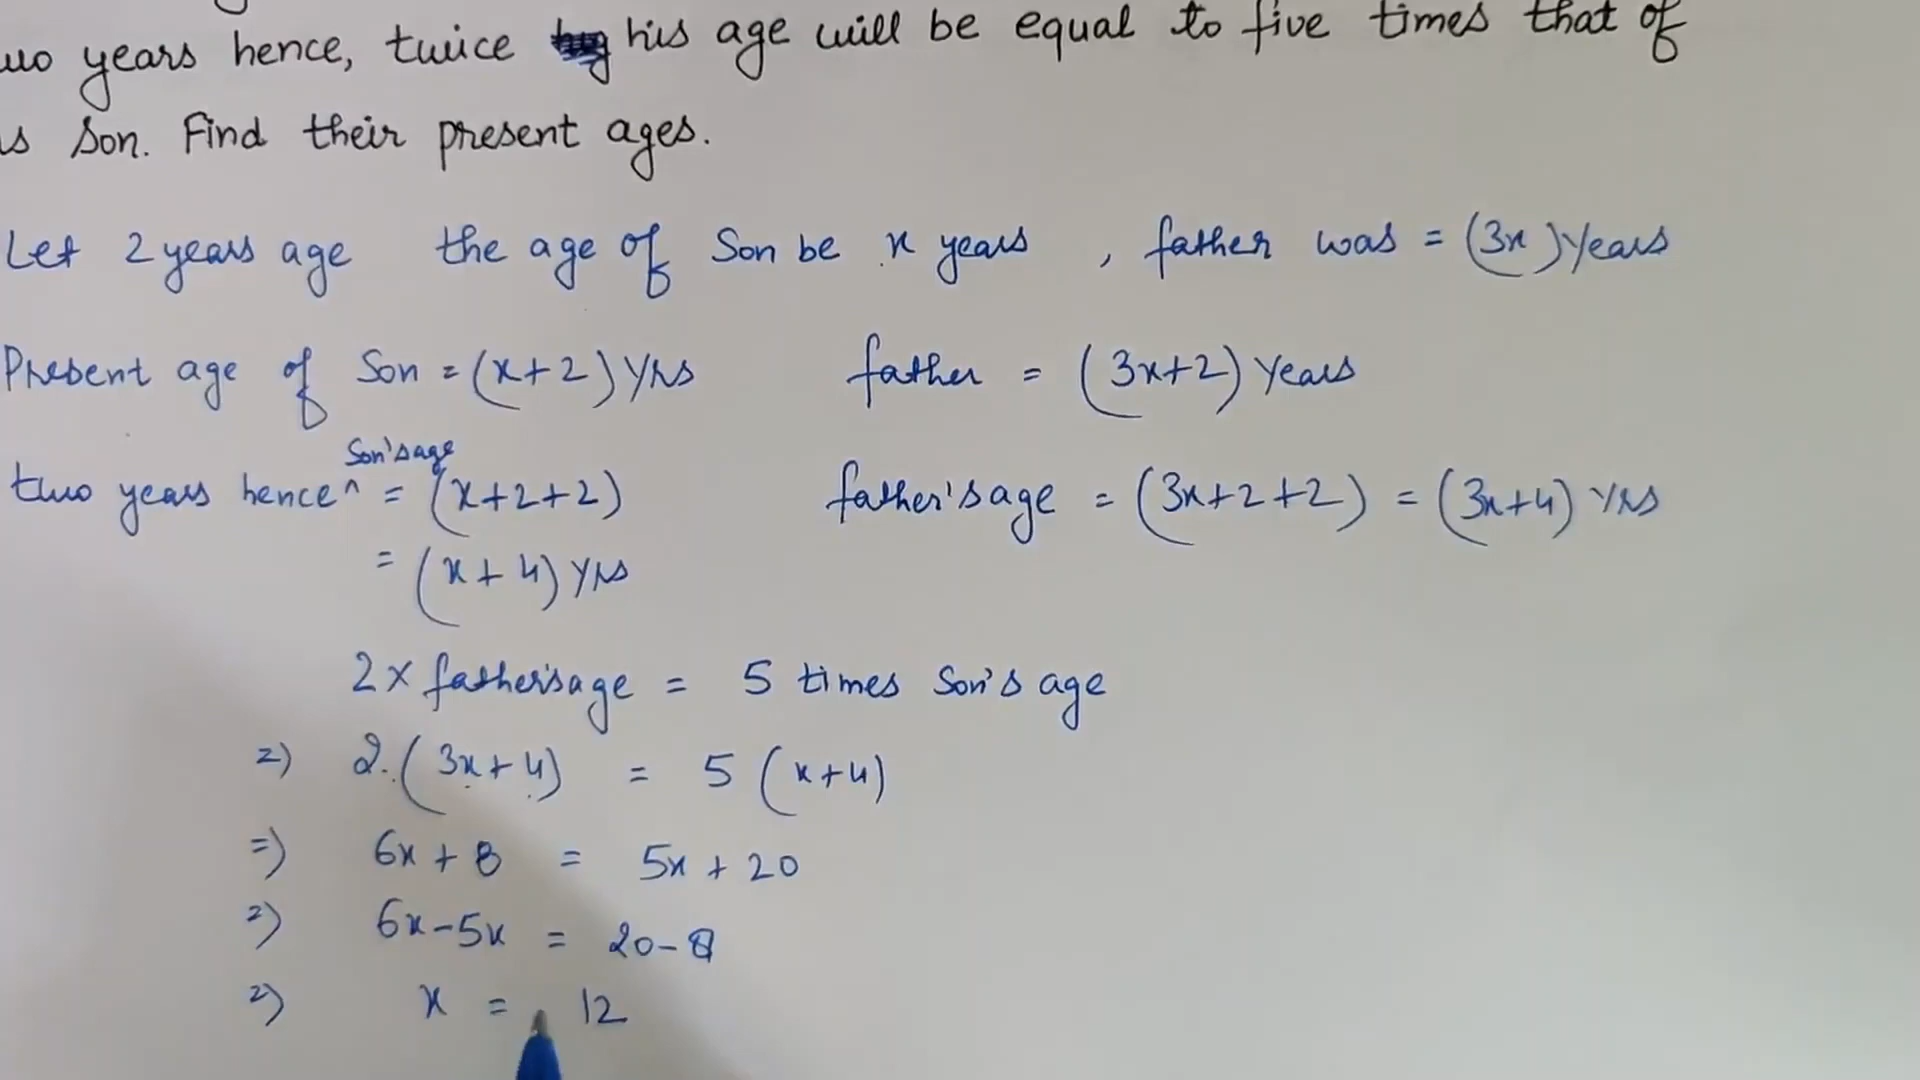 years hence, twice his age will be equal to five times that of
Son. Find their present ages.
Let 2 years age the age of Son be x years, father was = (3x) years
Present age of Son = (x+2) yrs father = (3x+2) years
Son's age
two years hence ^ = (x+2+2) father's age = (3x+2+2) = (3x+4) yrs
= (x+4) yrs
2 x father's age = 5 times Son's age
=) 2.(3x+4) = 5(x+4)
=) 6x+8 = 5x+20
=) 6x-5x = 20-8
=) x = 12